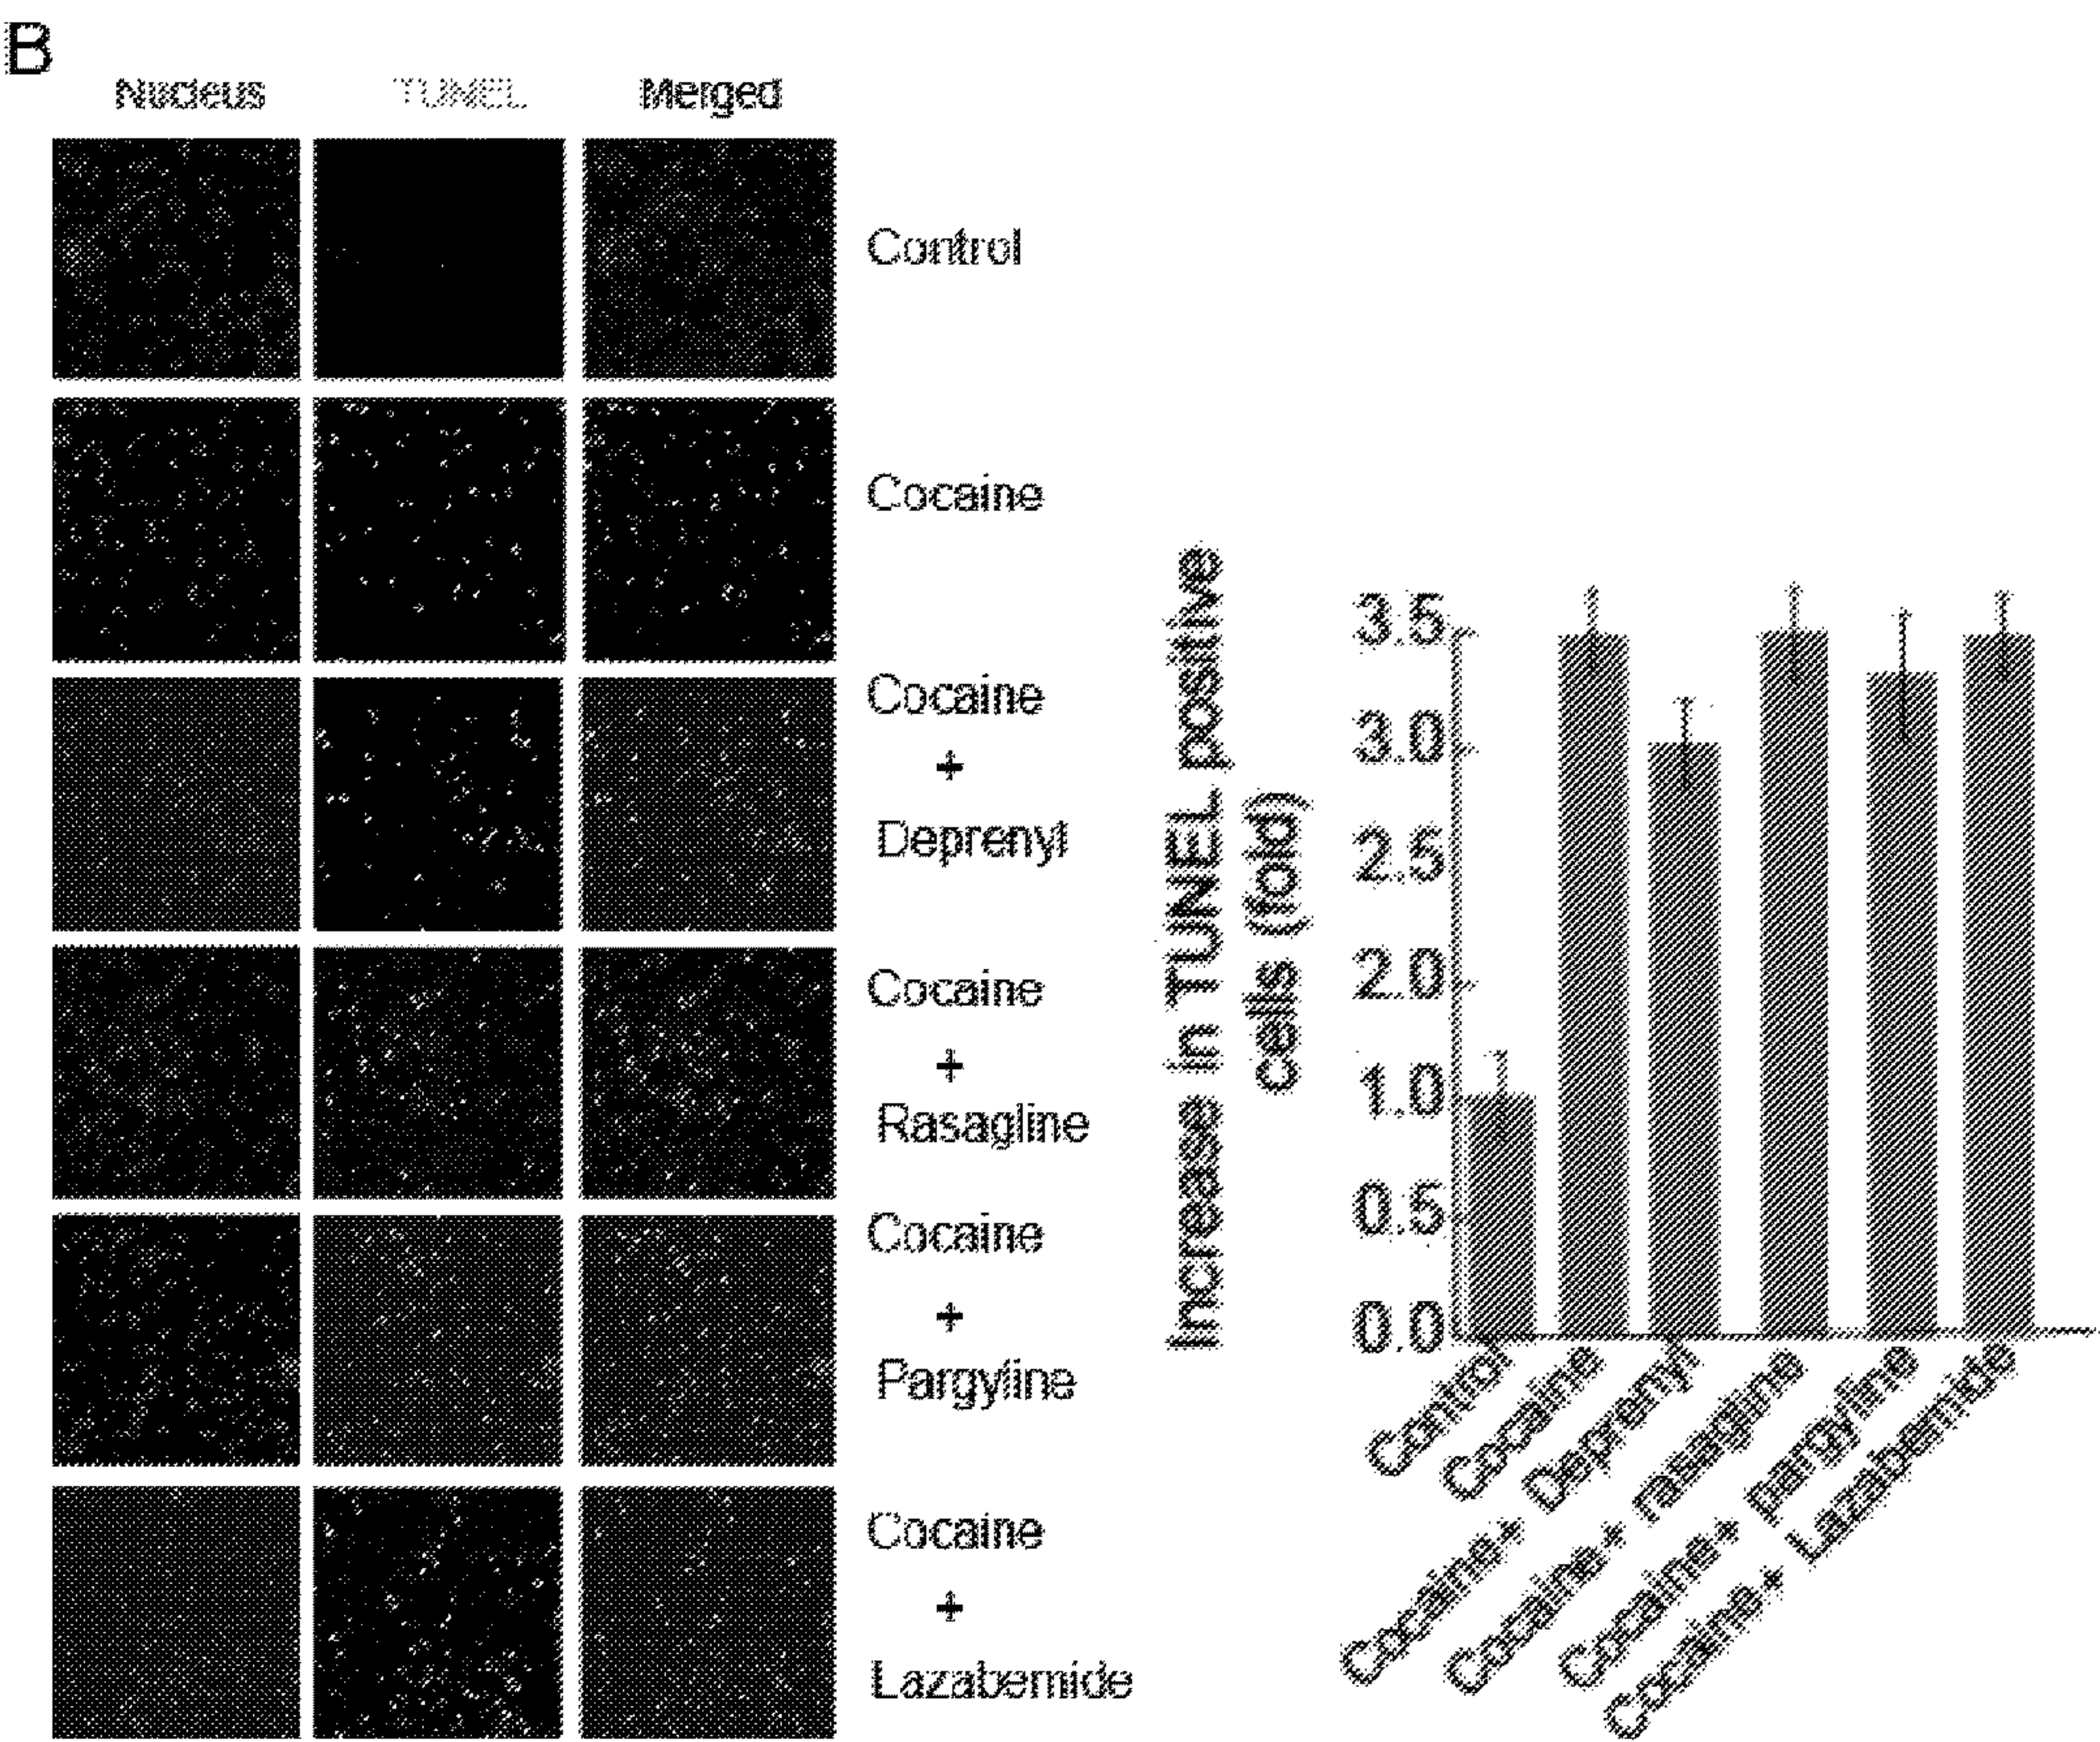 B
Nucleus TUNEL Merged
Control
Cocaine
Cocaine
+
Deprenyl
Cocaine
+
Rasagline
Cocaine
+
Pargyline
Cocaine
+
Lazabemide
Increase in TUNEL positive
cells (fold)
3.5
3.0
2.5
2.0
1.0
0.5
0.0
Control
Cocaine
Cocaine+ Deprenyl
Cocaine+ rasagline
Cocaine+ pargyline
Cocaine+ Lazabemide